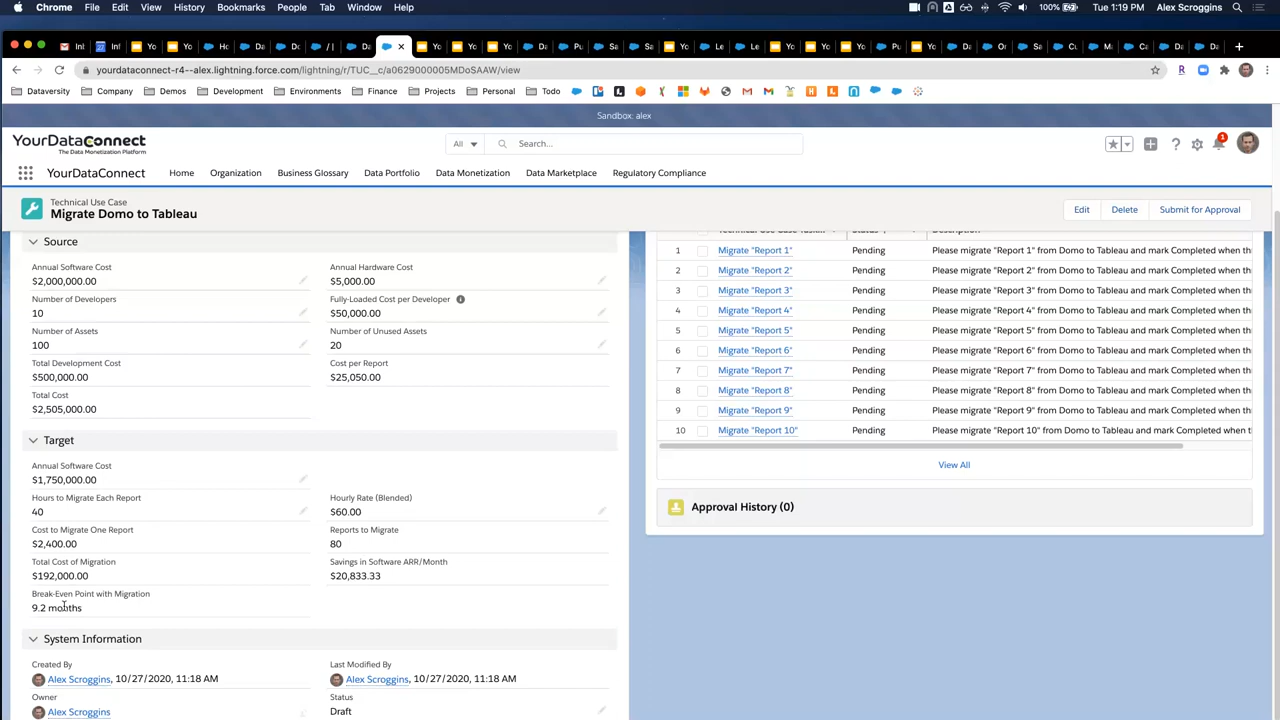 Chrome File Edit View History Bookmarks People Tab Window Help 100% Tue 1:19 PM Alex Scroggins
yourdataconnect-r4--alex.lightning.force.com/lightning/r/TUC__c/a0629000005MDoSAAW/view
Dataversity Company Demos Development Environments Finance Projects Personal Todo
Sandbox: alex
YourDataConnect
The Data Monetization Platform
All Search... 1
YourDataConnect Home Organization Business Glossary Data Portfolio Data Monetization Data Marketplace Regulatory Compliance
Technical Use Case
Migrate Domo to Tableau
Edit Delete Submit for Approval
Source
Annual Software Cost Annual Hardware Cost
$2,000,000.00 $5,000.00
Number of Developers Fully-Loaded Cost per Developer
10 $50,000.00
Number of Assets Number of Unused Assets
100 20
Total Development Cost Cost per Report
$500,000.00 $25,050.00
Total Cost
$2,505,000.00
Target
Annual Software Cost
$1,750,000.00
Hours to Migrate Each Report Hourly Rate (Blended)
40 $60.00
Cost to Migrate One Report Reports to Migrate
$2,400.00 80
Total Cost of Migration Savings in Software ARR/Month
$192,000.00 $20,833.33
Break-Even Point with Migration
9.2 months
System Information
Created By Last Modified By
Alex Scroggins, 10/27/2020, 11:18 AM Alex Scroggins, 10/27/2020, 11:18 AM
Owner Status
Alex Scroggins Draft
1 Migrate "Report 1" Pending Please migrate "Report 1" from Domo to Tableau and mark Completed when th
2 Migrate "Report 2" Pending Please migrate "Report 2" from Domo to Tableau and mark Completed when th
3 Migrate "Report 3" Pending Please migrate "Report 3" from Domo to Tableau and mark Completed when th
4 Migrate "Report 4" Pending Please migrate "Report 4" from Domo to Tableau and mark Completed when th
5 Migrate "Report 5" Pending Please migrate "Report 5" from Domo to Tableau and mark Completed when th
6 Migrate "Report 6" Pending Please migrate "Report 6" from Domo to Tableau and mark Completed when th
7 Migrate "Report 7" Pending Please migrate "Report 7" from Domo to Tableau and mark Completed when th
8 Migrate "Report 8" Pending Please migrate "Report 8" from Domo to Tableau and mark Completed when th
9 Migrate "Report 9" Pending Please migrate "Report 9" from Domo to Tableau and mark Completed when th
10 Migrate "Report 10" Pending Please migrate "Report 10" from Domo to Tableau and mark Completed when
View All
Approval History (0)